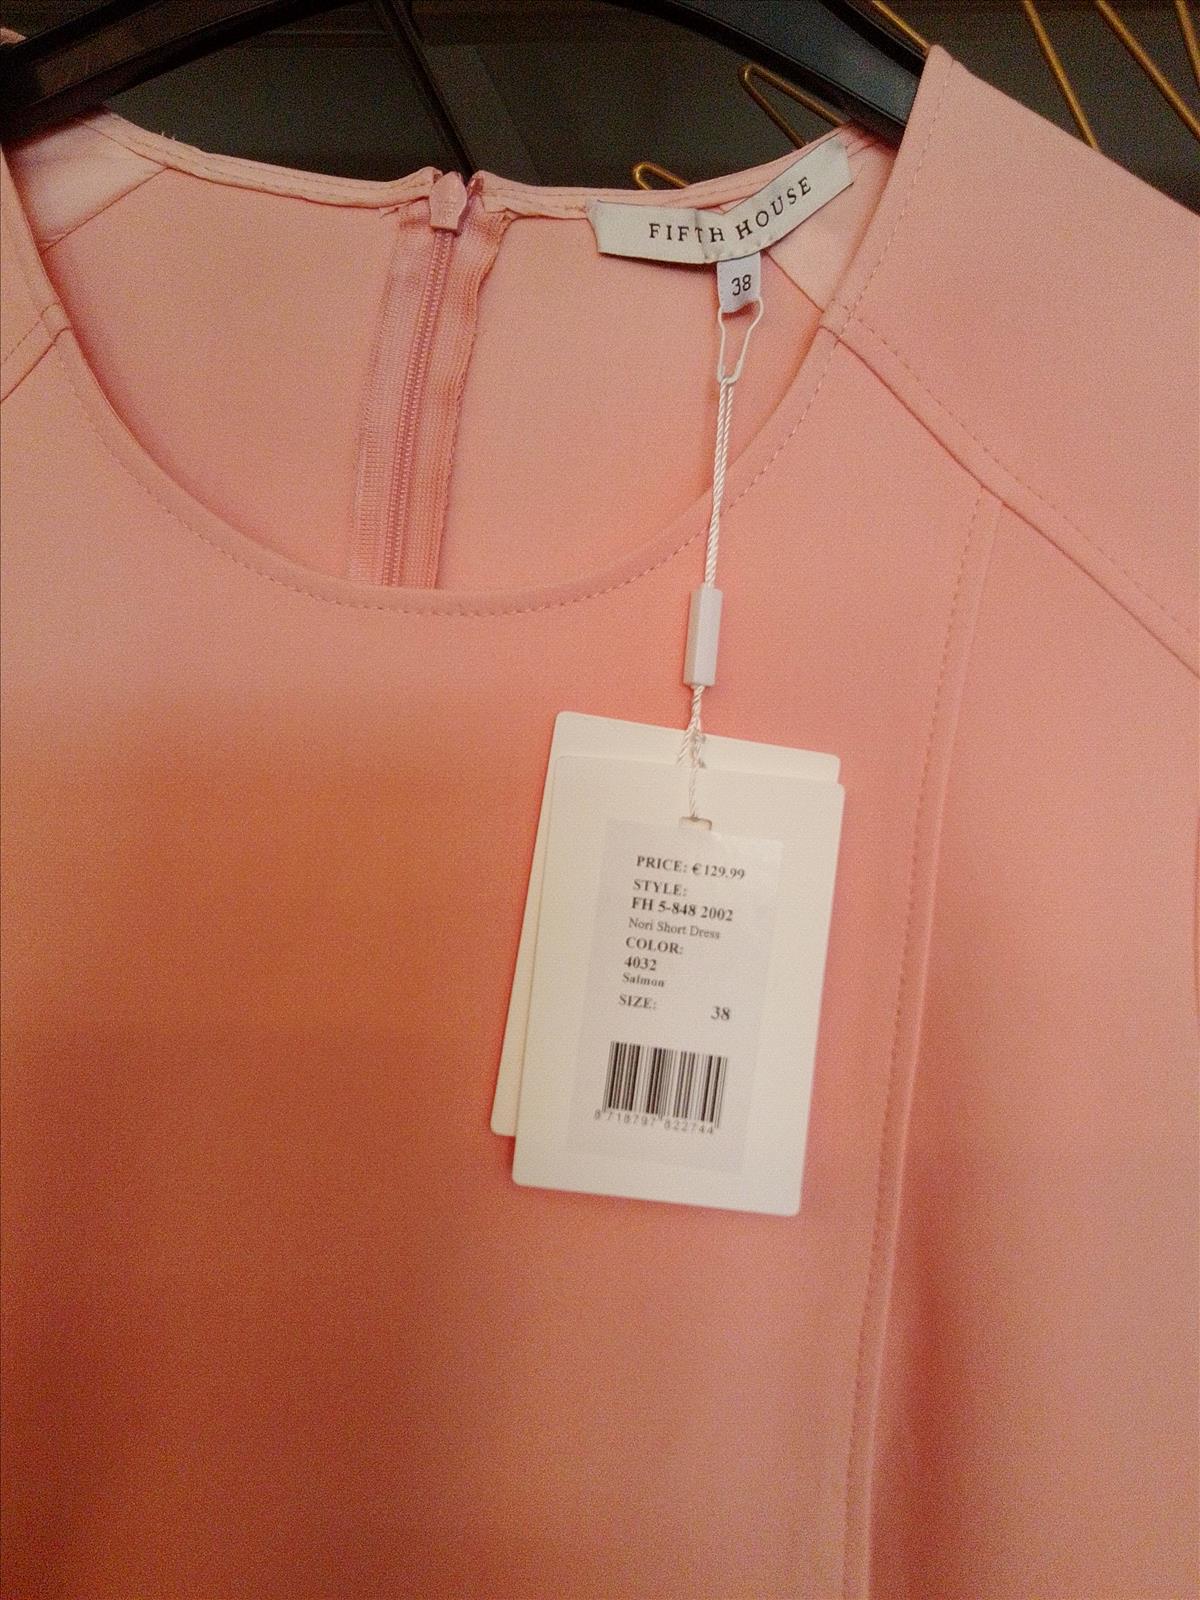 FIFTH HOUSE
38
PRICE: €129.99
STYLE:
FH 5-848 2002
Nori Short Dress
COLOR:
4032
Salmon
SIZE: 38
8 718797 822744